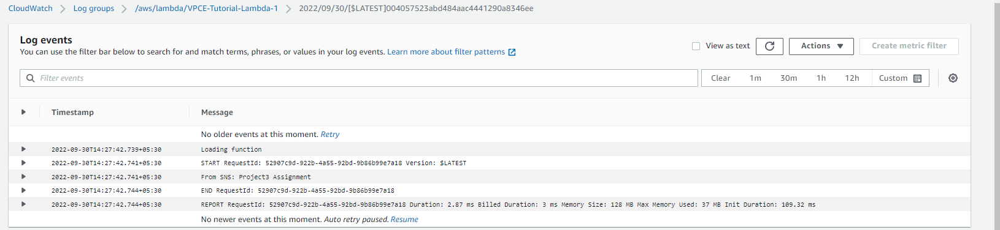 CloudWatch > Log groups > /aws/lambda/VPCE-Tutorial-Lambda-1 > 2022/09/30/[$LATEST]004057523abd484aac4441290a8346ee
Log events
You can use the filter bar below to search for and match terms, phrases, or values in your log events. Learn more about filter patterns
View as text
Actions
Create metric filter
Filter events
Clear 1m 30m 1h 12h Custom
Timestamp Message
No older events at this moment. Retry
2022-09-30T14:27:42.739+05:30 Loading function
2022-09-30T14:27:42.741+05:30 START RequestId: 52907c9d-922b-4a55-92bd-9b86b99e7a18 Version: $LATEST
2022-09-30T14:27:42.741+05:30 From SNS: Project3 Assignment
2022-09-30T14:27:42.744+05:30 END RequestId: 52907c9d-922b-4a55-92bd-9b86b99e7a18
2022-09-30T14:27:42.744+05:30 REPORT RequestId: 52907c9d-922b-4a55-92bd-9b86b99e7a18 Duration: 2.87 ms Billed Duration: 3 ms Memory Size: 128 MB Max Memory Used: 37 MB Init Duration: 109.32 ms
No newer events at this moment. Auto retry paused. Resume